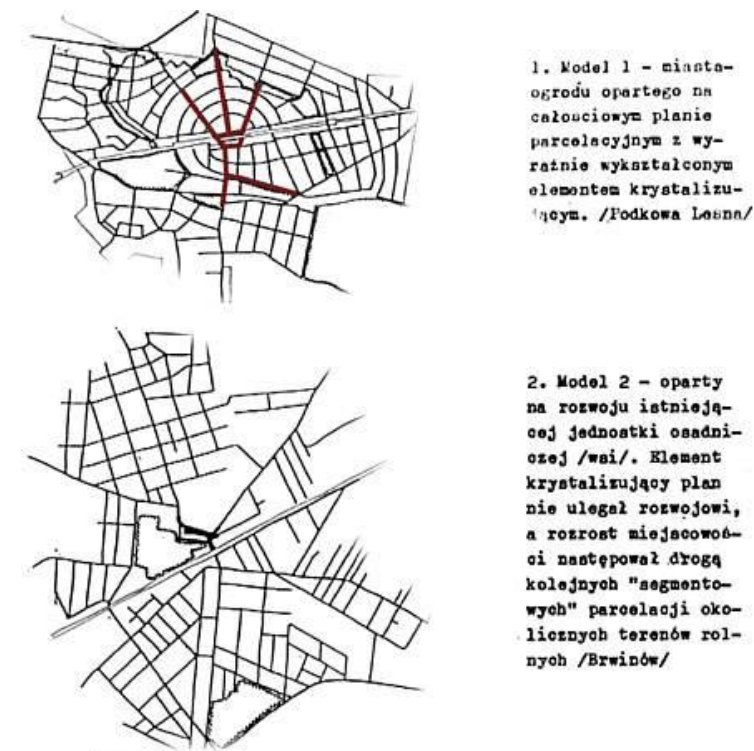 1. Model 1 - miasta-
ogrodu opartego na
całościowym planie
parcelacyjnym z wy-
raźnie wykształconym
elementem krystalizu-
jącym. /Podkowa Leśna/
2. Model 2 - oparty
na rozwoju istnieją-
cej jednostki osadni-
czej /wsi/. Element
krystalizujący plan
nie ulegał rozwojowi,
a rozrost miejscowoś-
ci następował drogą
kolejnych "segmento-
wych" parcelacji oko-
licznych terenów rol-
nych /Brwinów/